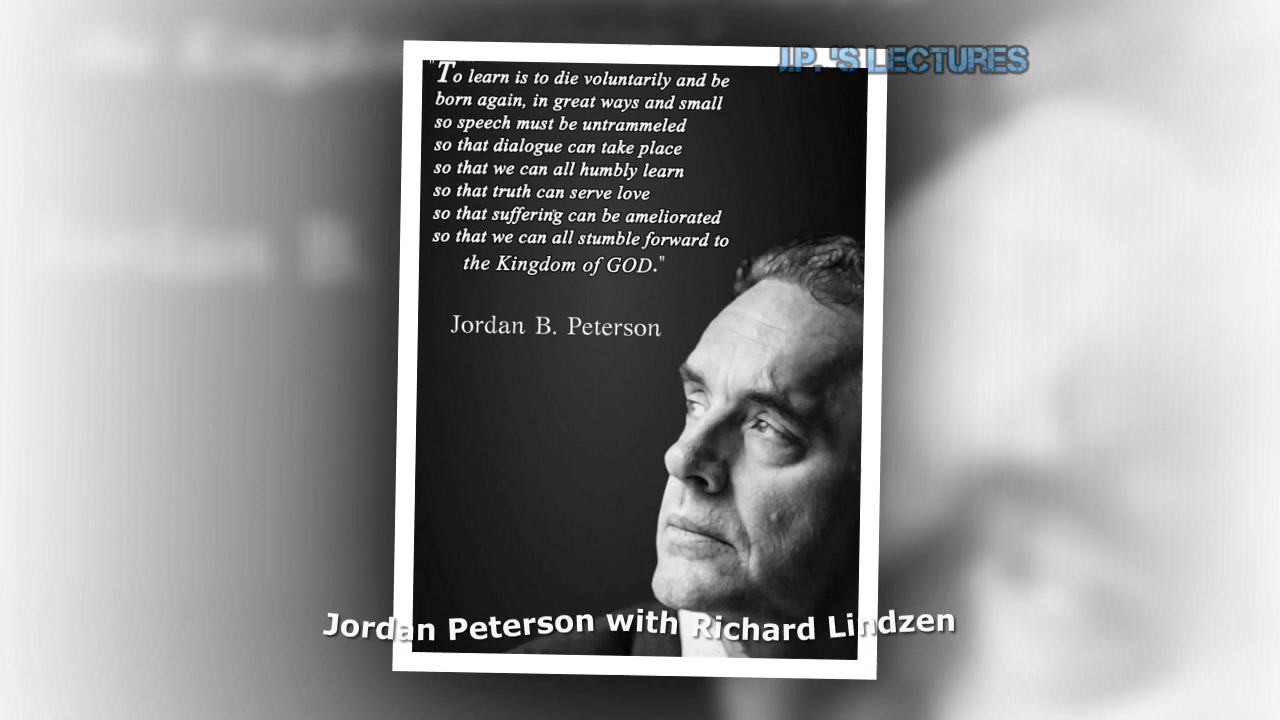 J.P. 'S LECTURES
"To learn is to die voluntarily and be
born again, in great ways and small
so speech must be untrammeled
so that dialogue can take place
so that we can all humbly learn
so that truth can serve love
so that suffering can be ameliorated
so that we can all stumble forward to
the Kingdom of GOD."
Jordan B. Peterson
Jordan Peterson with Richard Lindzen